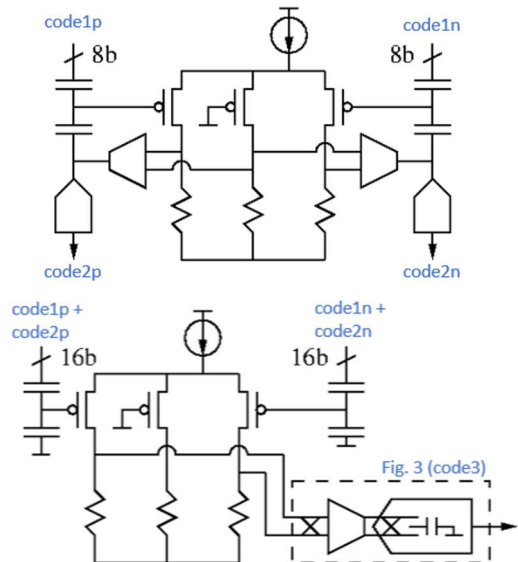 code1p
code1n
8b
8b
code2p
code2n
code1p +
code2p
code1n +
code2n
16b
16b
Fig. 3 (code3)